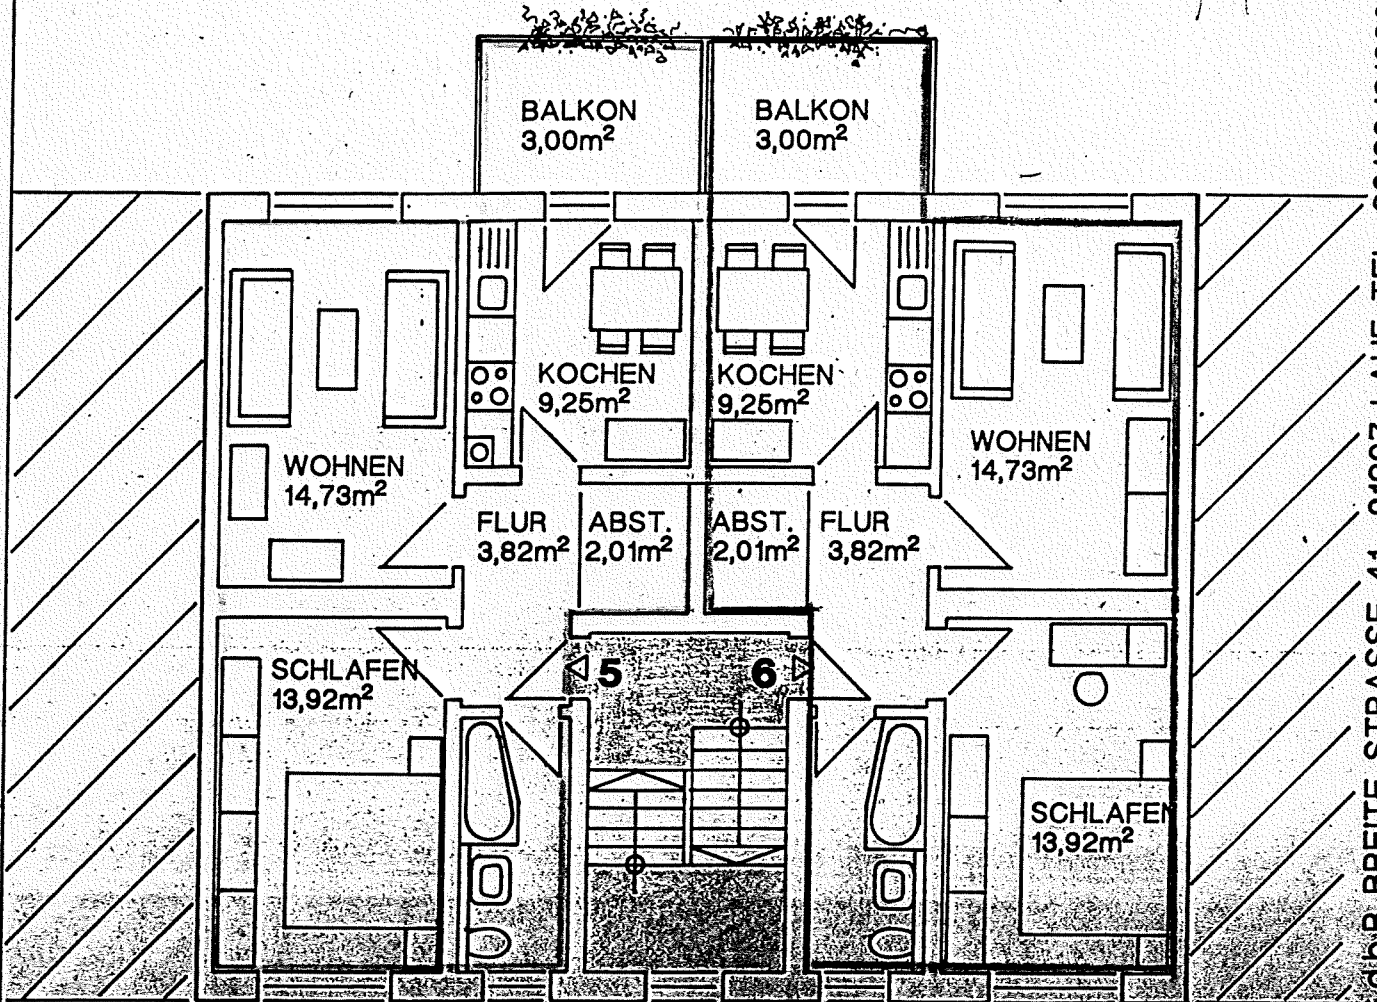 BALKON
3,00m²
BALKON
3,00m²
KOCHEN
9,25m²
KOCHEN
9,25m²
WOHNEN
14,73m²
WOHNEN
14,73m²
FLUR
3,82m²
ABST.
2,01m²
ABST.
2,01m²
FLUR
3,82m²
SCHLAFEN
13,92m²
5
6
SCHLAFEN
13,92m²
BREITE STRASSE